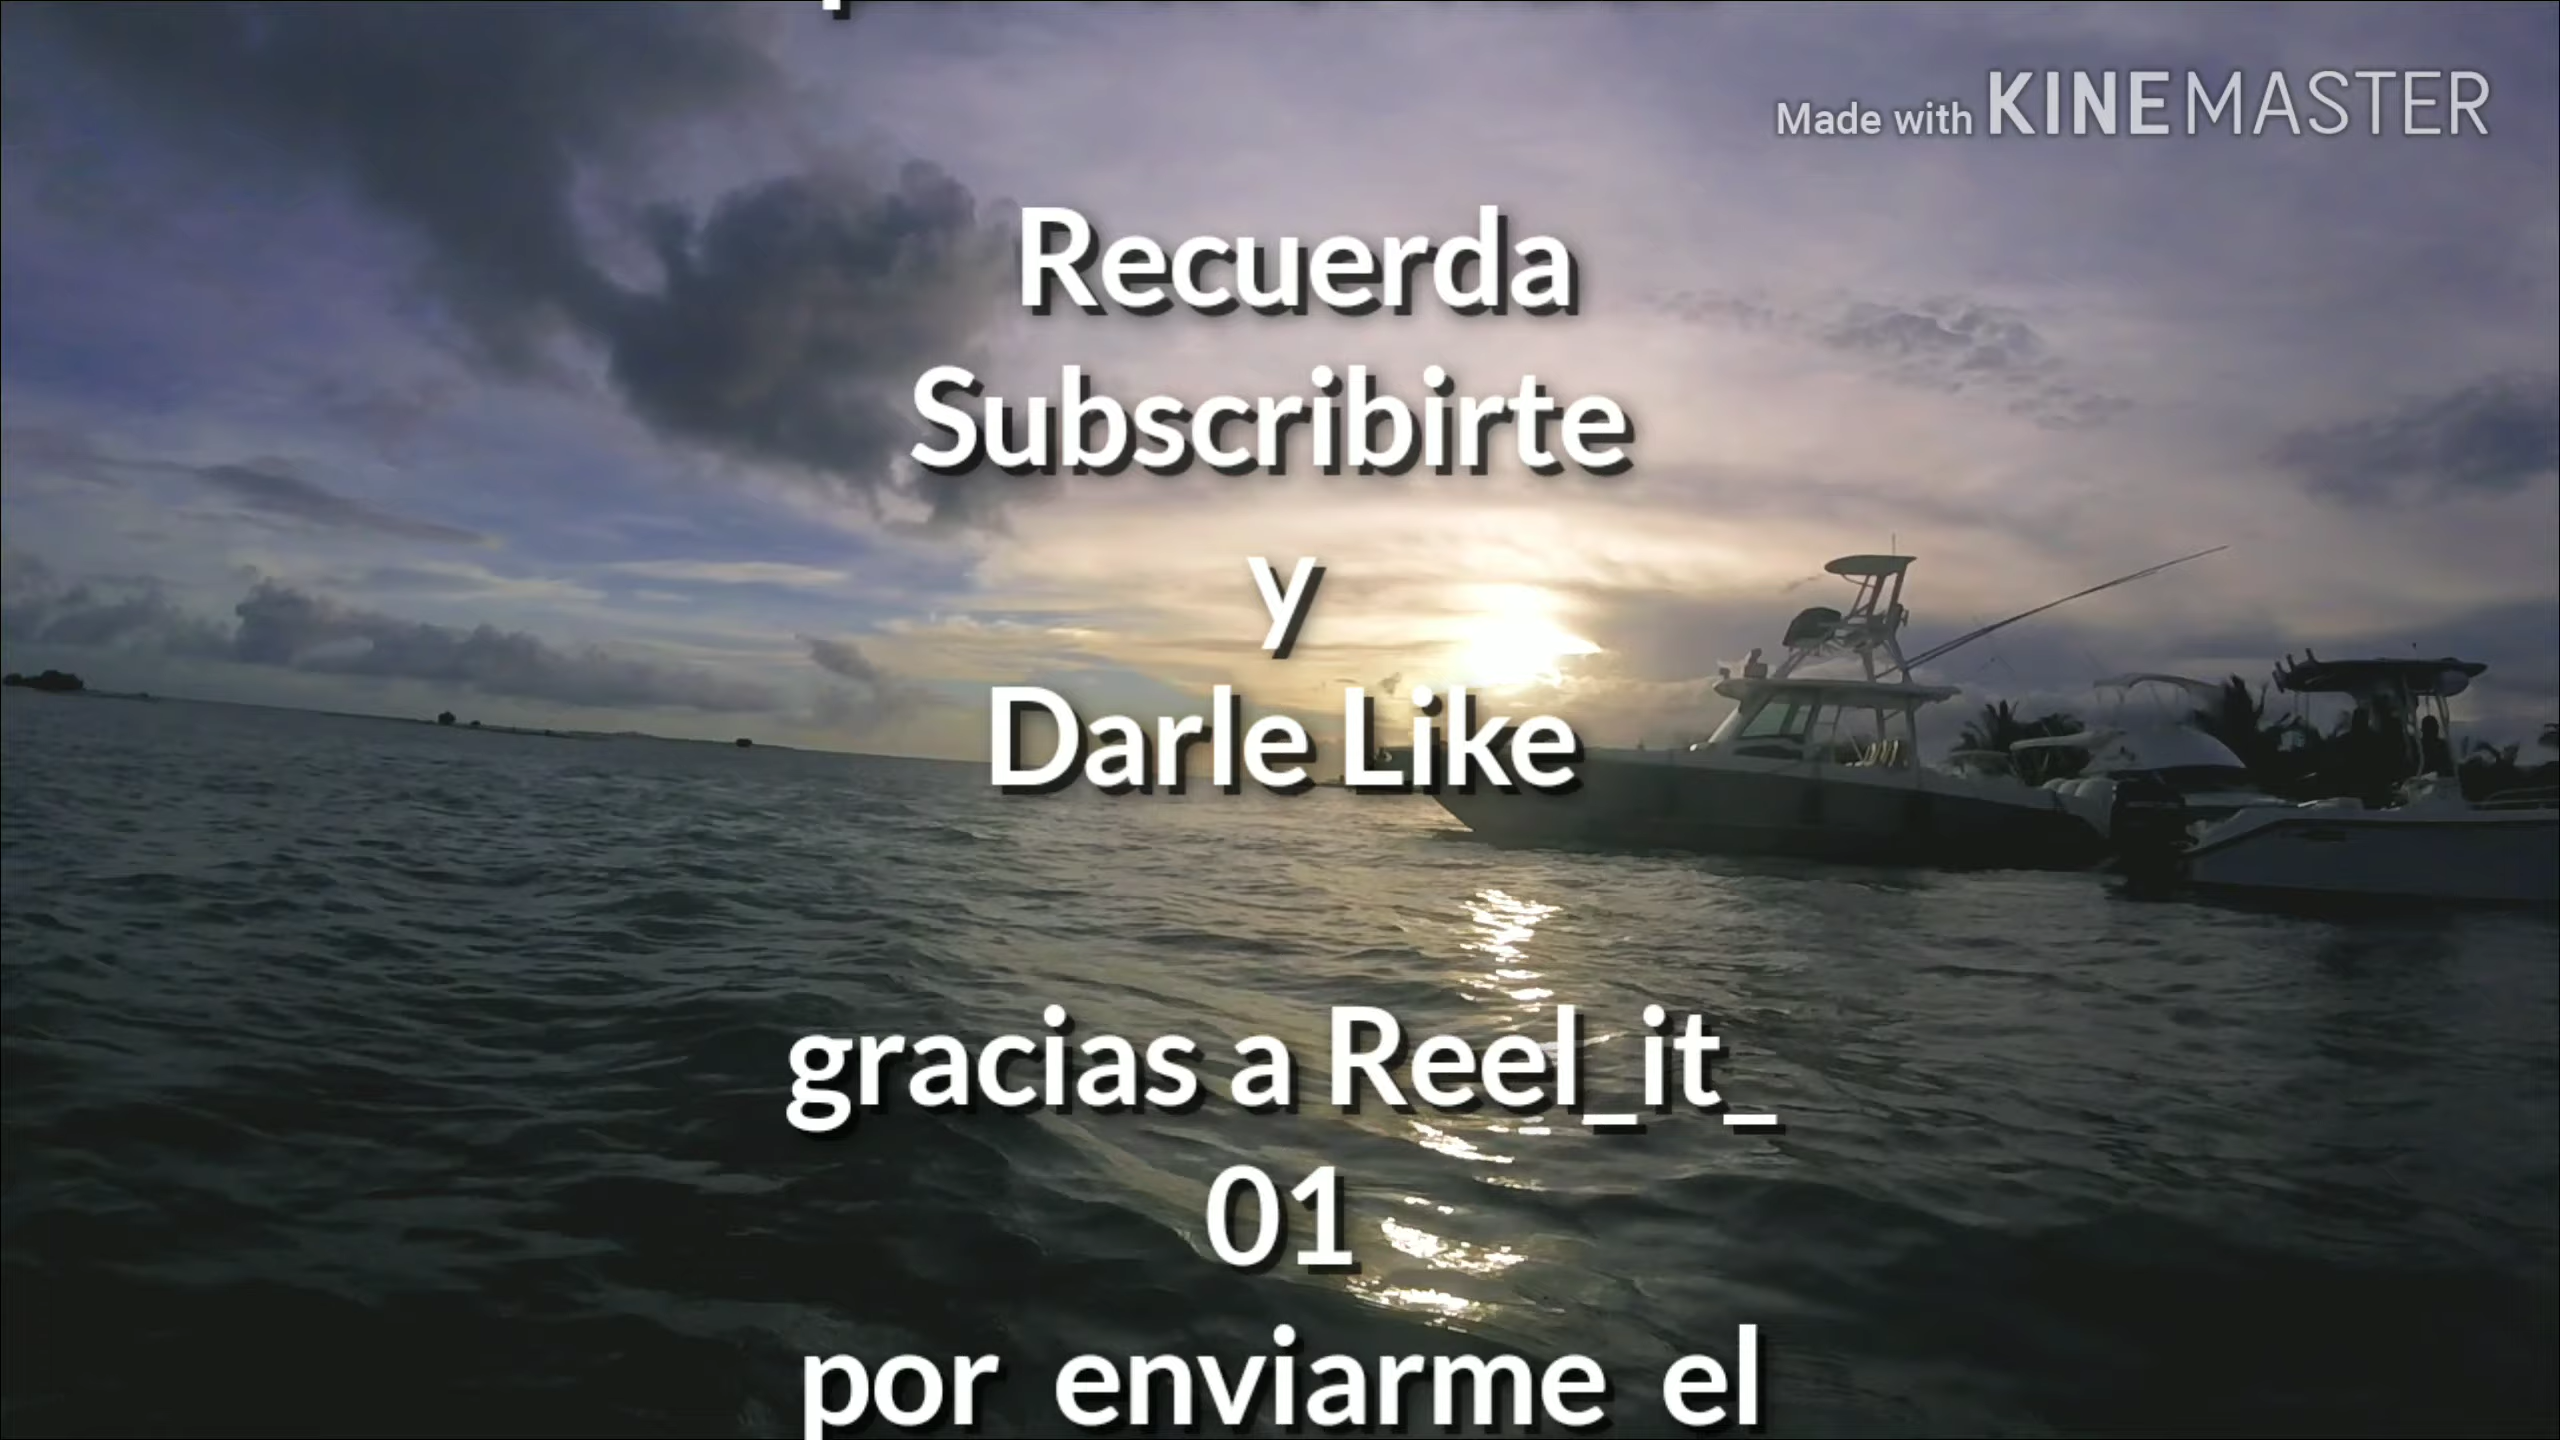 Made with KINEMASTER
Recuerda
Subscribirte
y
Darle Like
gracias a Reel_it_
01
por enviarme el